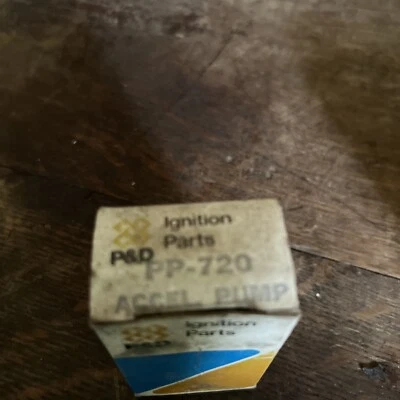 Ignition
Parts
P&D
PP-720
ACCEL. PUMP
Ignition
Parts
P&D